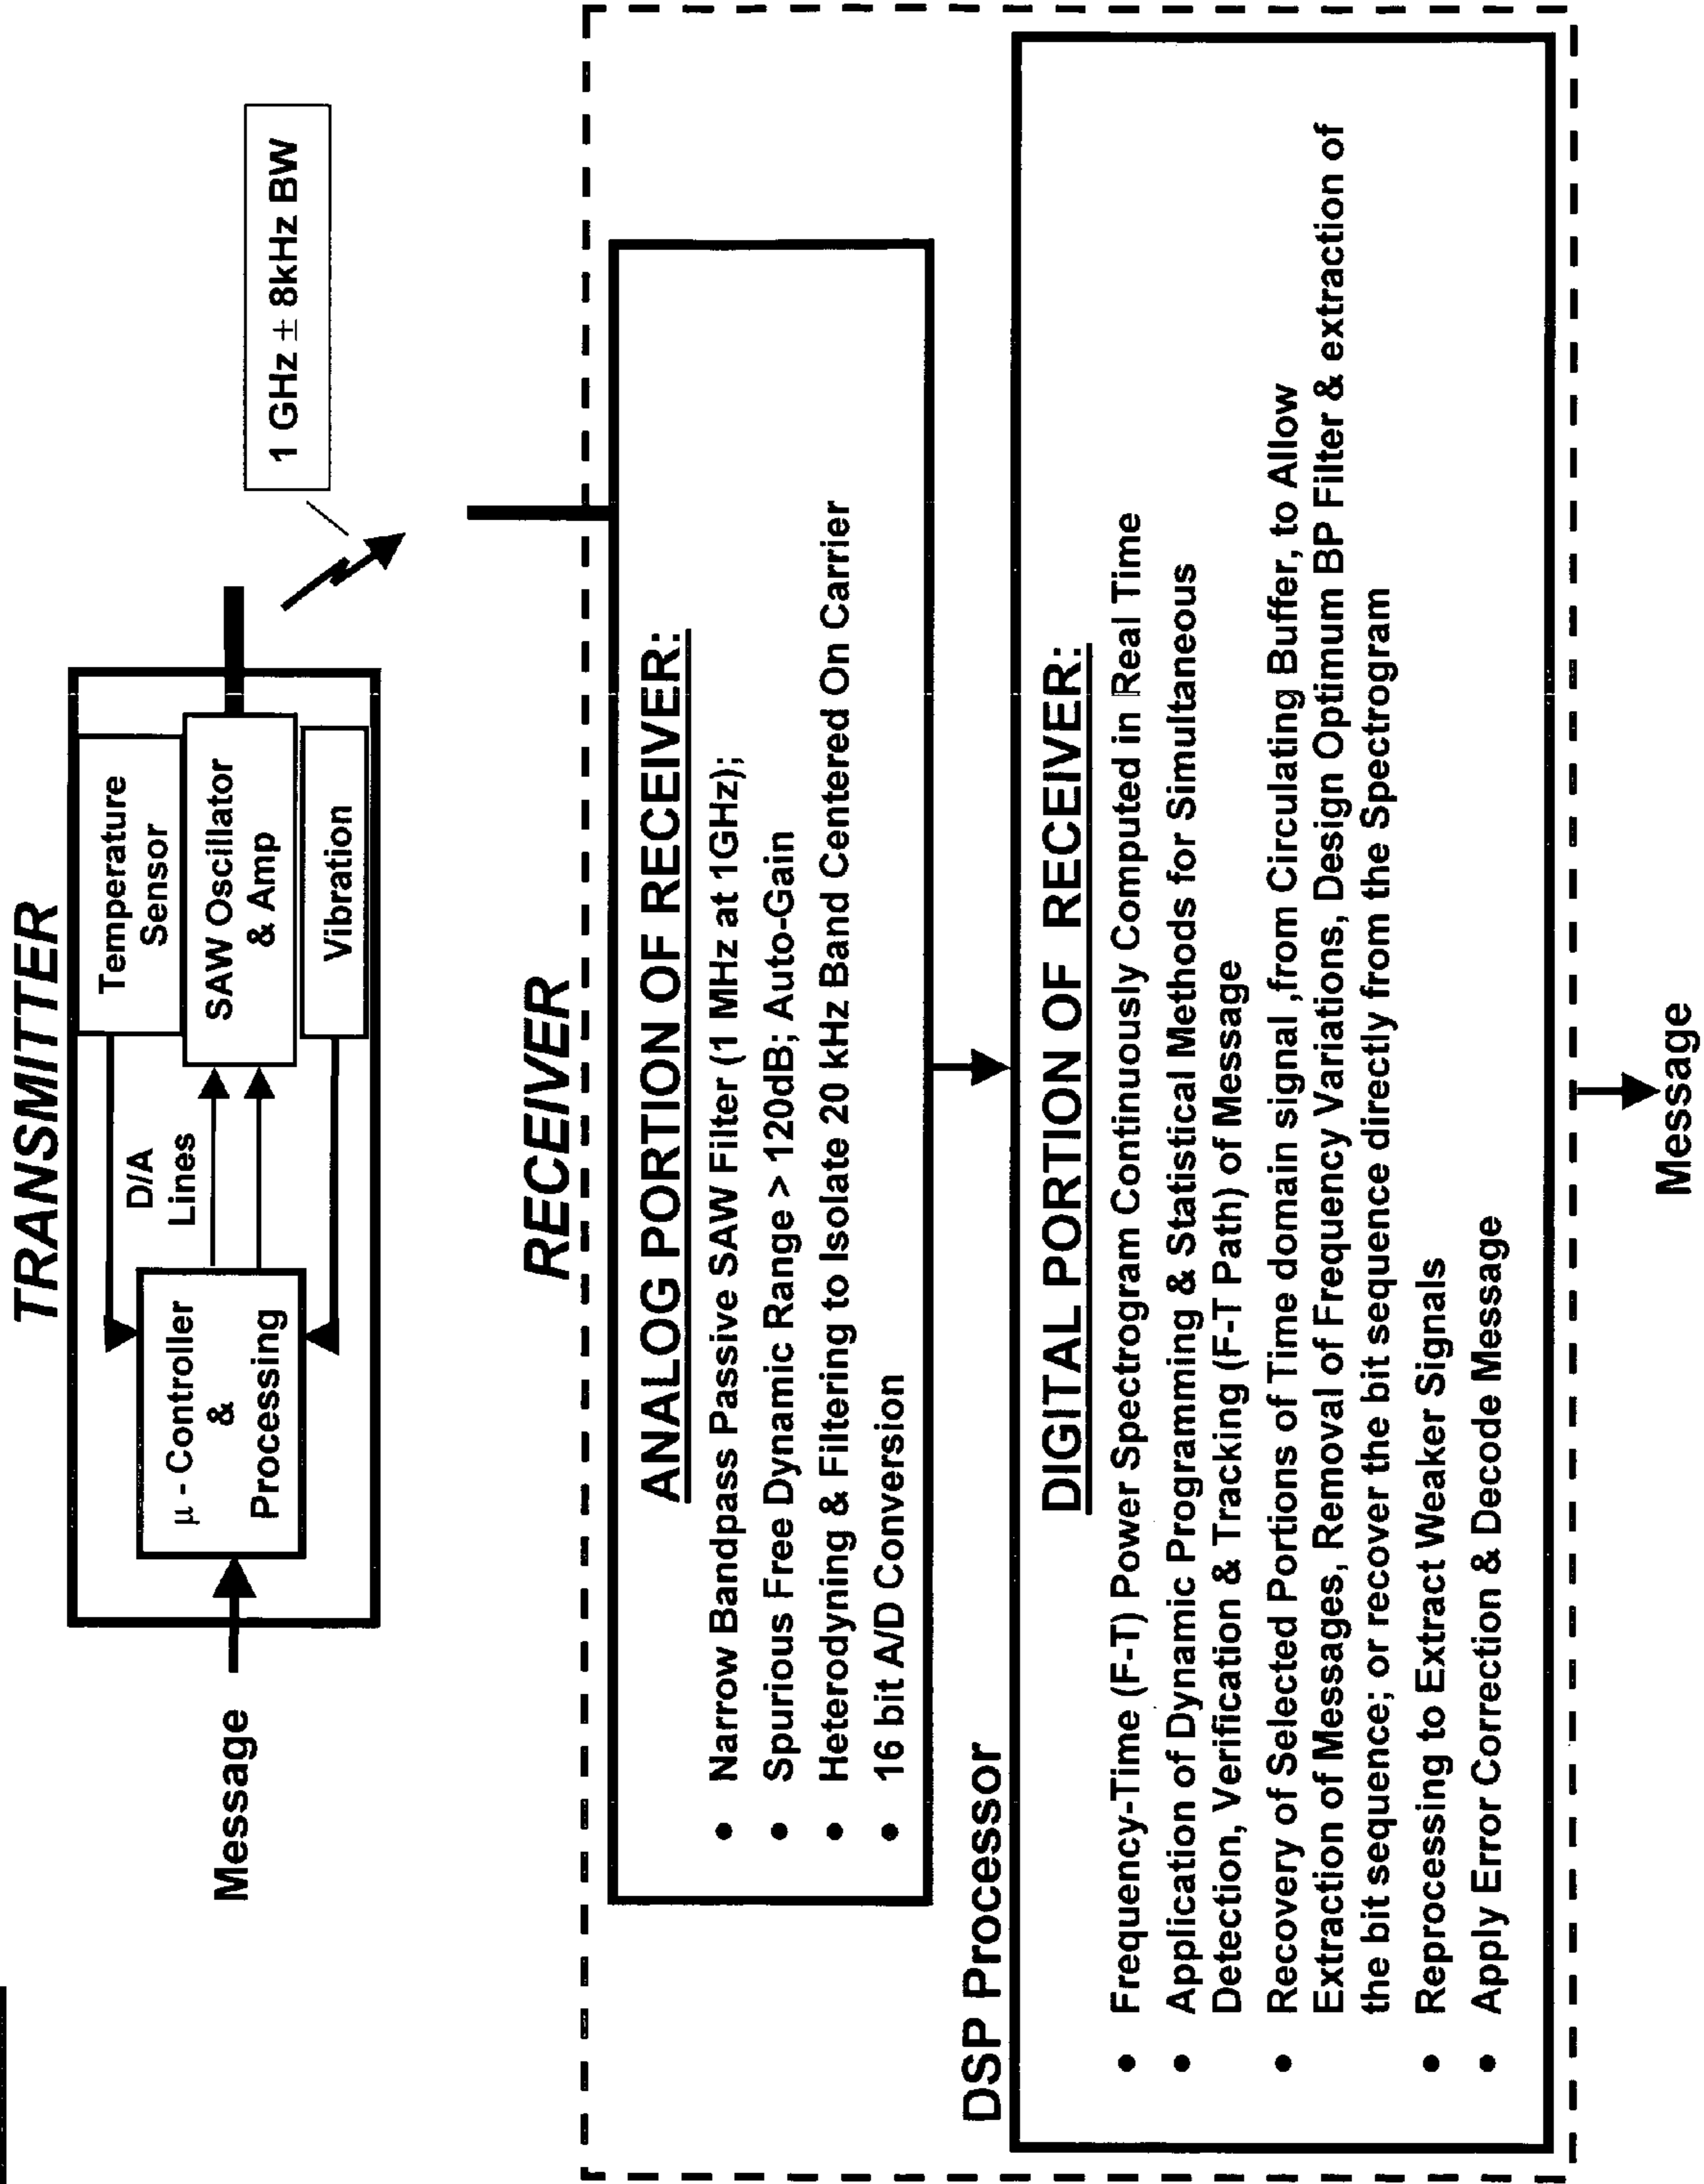 TRANSMITTER
Message
μ - Controller
&
Processing
D/A
Lines
Temperature
Sensor
SAW Oscillator
& Amp
Vibration
1 GHz ± 8kHz BW
RECEIVER
ANALOG PORTION OF RECEIVER:
• Narrow Bandpass Passive SAW Filter (1 MHz at 1GHz);
• Spurious Free Dynamic Range > 120dB; Auto-Gain
• Heterodyning & Filtering to Isolate 20 kHz Band Centered On Carrier
• 16 bit A/D Conversion
DSP Processor
DIGITAL PORTION OF RECEIVER:
• Frequency-Time (F-T) Power Spectrogram Continuously Computed in Real Time
• Application of Dynamic Programming & Statistical Methods for Simultaneous
Detection, Verification & Tracking (F-T Path) of Message
• Recovery of Selected Portions of Time domain signal ,from Circulating Buffer, to Allow
Extraction of Messages, Removal of Frequency Variations, Design Optimum BP Filter & extraction of
the bit sequence; or recover the bit sequence directly from the Spectrogram
• Reprocessing to Extract Weaker Signals
• Apply Error Correction & Decode Message
Message